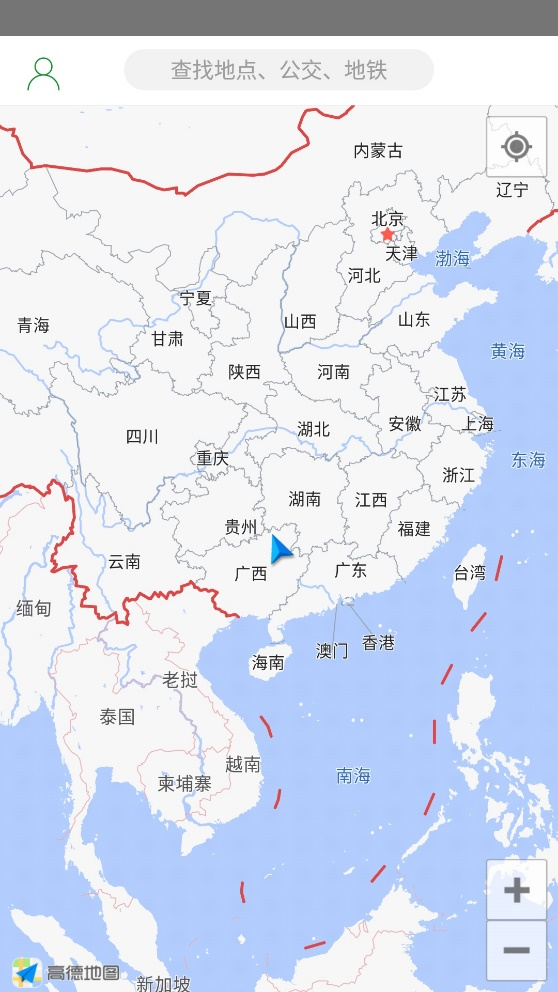 查找地点、公交、地铁
内蒙古
辽宁
北京
天津
渤海
河北
宁夏
山西
山东
青海
甘肃
黄海
陕西
河南
江苏
安徽
上海
湖北
四川
重庆
东海
浙江
湖南
江西
贵州
福建
云南
广西
广东
台湾
缅甸
香港
澳门
海南
老挝
泰国
越南
南海
柬埔寨
高德地图
新加坡